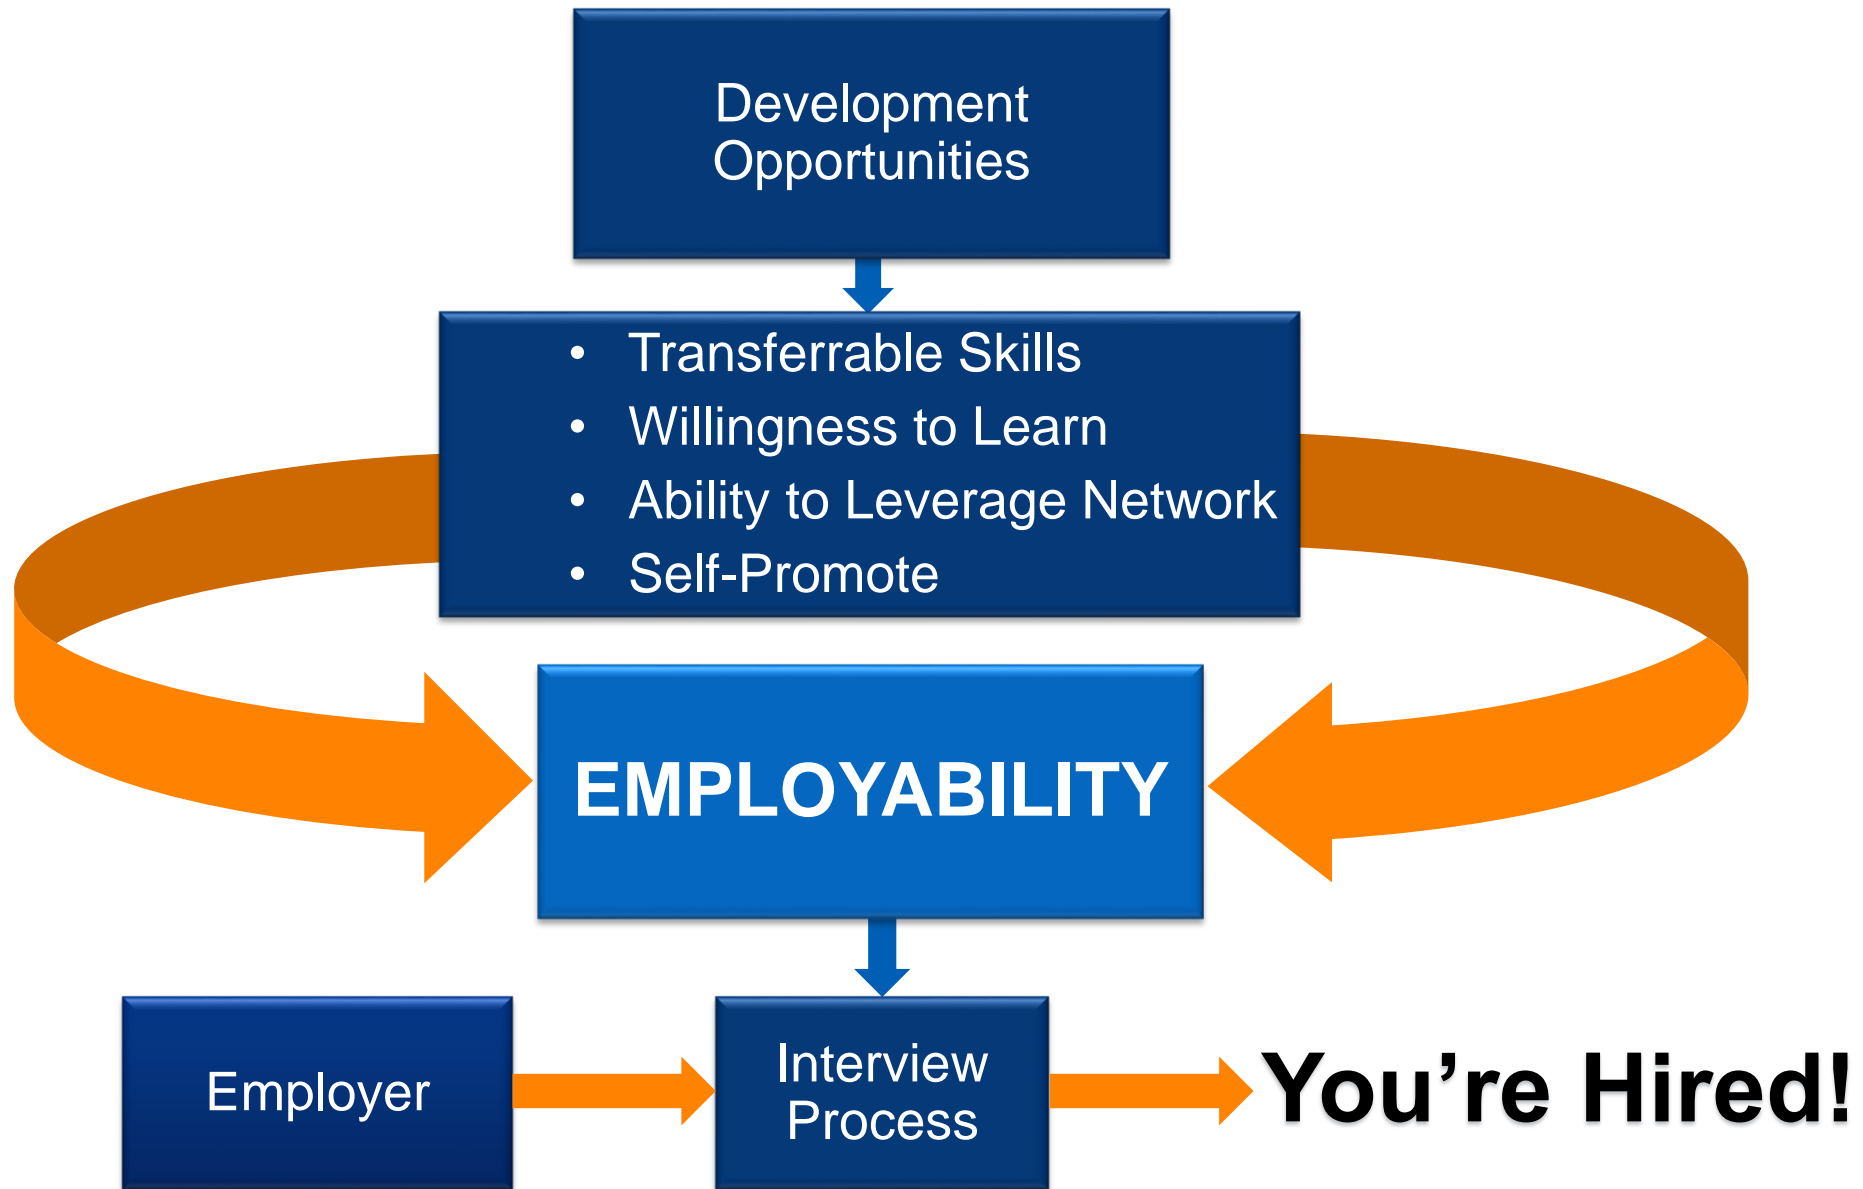 Development
Opportunities
• Transferrable Skills
• Willingness to Learn
• Ability to Leverage Network
• Self-Promote
EMPLOYABILITY
Employer
Interview
Process
You’re Hired!